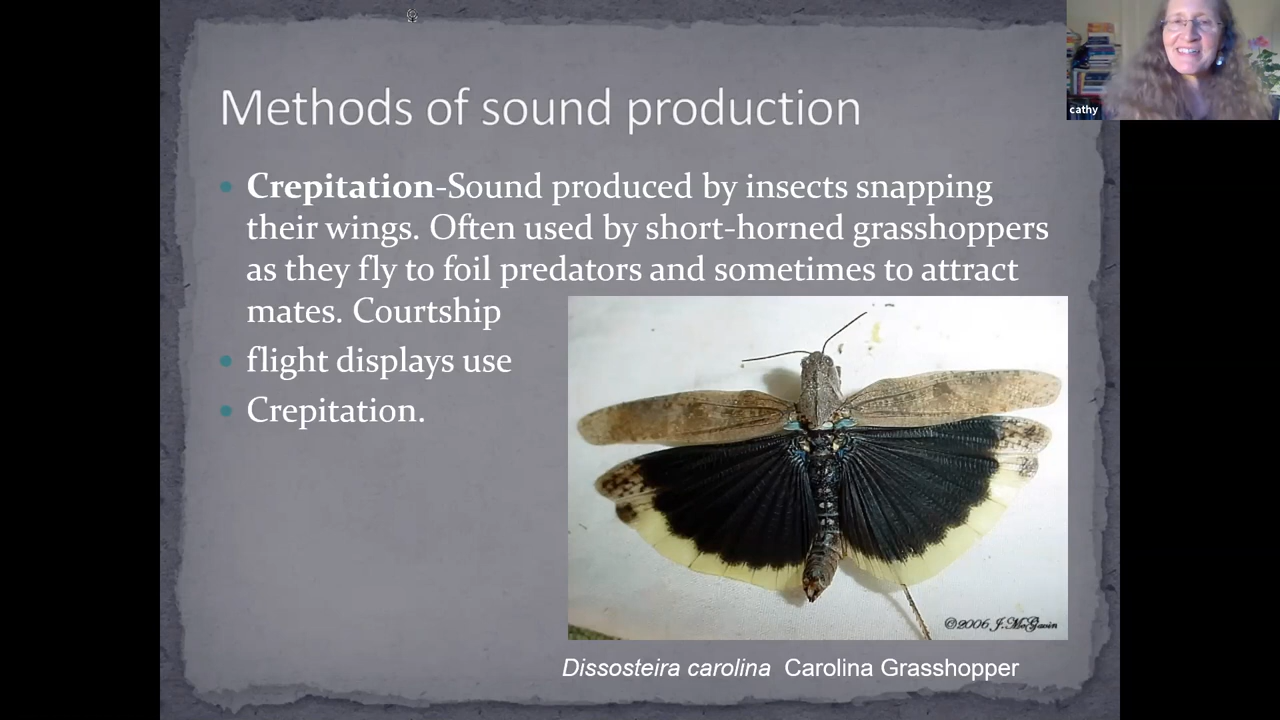 Methods of sound production
cathy
• Crepitation-Sound produced by insects snapping
their wings. Often used by short-horned grasshoppers
as they fly to foil predators and sometimes to attract
mates. Courtship
• flight displays use
• Crepitation.
©2006 J.McGavin
Dissosteira carolina Carolina Grasshopper